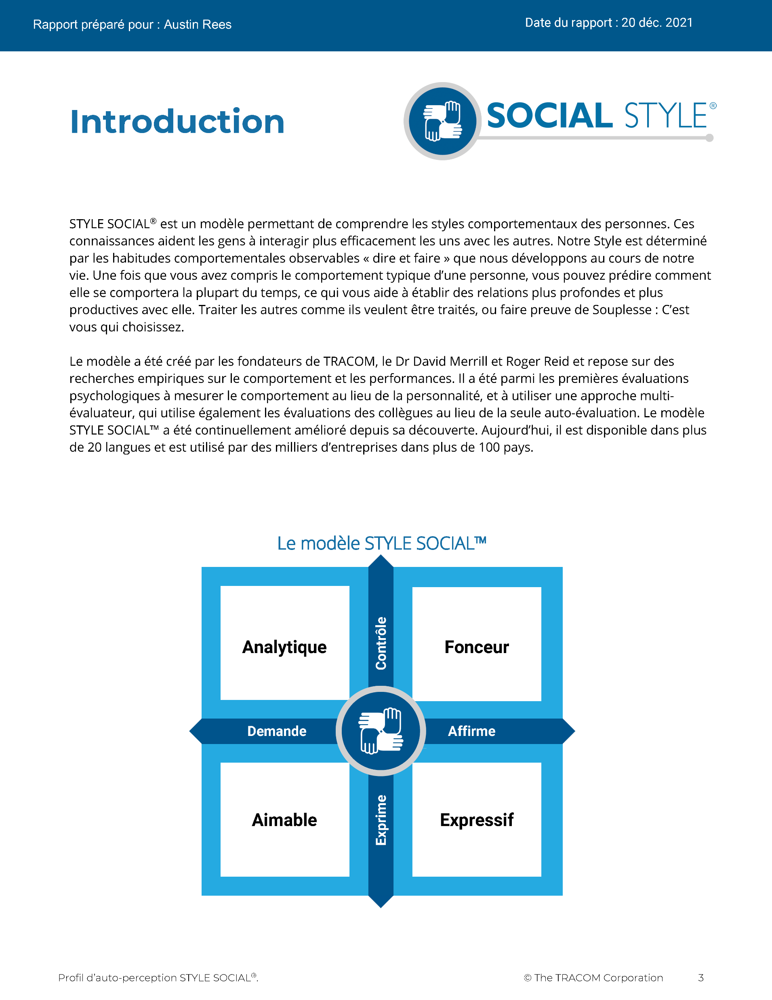 Rapport préparé pour : Austin Rees
Date du rapport : 20 déc. 2021
Introduction
SOCIAL STYLE®
STYLE SOCIAL® est un modèle permettant de comprendre les styles comportementaux des personnes. Ces
connaissances aident les gens à interagir plus efficacement les uns avec les autres. Notre Style est déterminé
par les habitudes comportementales observables « dire et faire » que nous développons au cours de notre
vie. Une fois que vous avez compris le comportement typique d’une personne, vous pouvez prédire comment
elle se comportera la plupart du temps, ce qui vous aide à établir des relations plus profondes et plus
productives avec elle. Traiter les autres comme ils veulent être traités, ou faire preuve de Souplesse : C’est
vous qui choisissez.
Le modèle a été créé par les fondateurs de TRACOM, le Dr David Merrill et Roger Reid et repose sur des
recherches empiriques sur le comportement et les performances. Il a été parmi les premières évaluations
psychologiques à mesurer le comportement au lieu de la personnalité, et à utiliser une approche multi-
évaluateur, qui utilise également les évaluations des collègues au lieu de la seule auto-évaluation. Le modèle
STYLE SOCIAL™ a été continuellement amélioré depuis sa découverte. Aujourd’hui, il est disponible dans plus
de 20 langues et est utilisé par des milliers d’entreprises dans plus de 100 pays.
Le modèle STYLE SOCIAL™
Contrôle
Analytique
Fonceur
Demande
Affirme
Aimable
Exprime
Expressif
Profil d’auto-perception STYLE SOCIAL®.
© The TRACOM Corporation
3